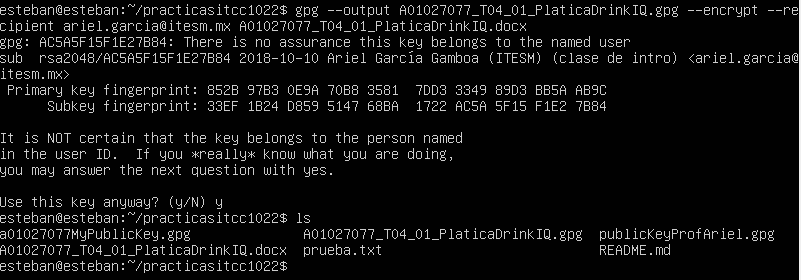 esteban@esteban:~/practicasitcc1022$ gpg --output A01027077_T04_01_PlaticaDrinkIQ.gpg --encrypt --re
cipient ariel.garcia@itesm.mx A01027077_T04_01_PlaticaDrinkIQ.docx
gpg: AC5A5F15F1E27B84: There is no assurance this key belongs to the named user
sub  rsa2048/AC5A5F15F1E27B84 2018-10-10 Ariel García Gamboa (ITESM) (clase de intro) <ariel.garcia@
itesm.mx>
 Primary key fingerprint: 852B 97B3 0E9A 70B8 3581  7DD3 3349 89D3 BB5A AB9C
      Subkey fingerprint: 33EF 1B24 D859 5147 68BA  1722 AC5A 5F15 F1E2 7B84

It is NOT certain that the key belongs to the person named
in the user ID.  If you *really* know what you are doing,
you may answer the next question with yes.

Use this key anyway? (y/N) y
esteban@esteban:~/practicasitcc1022$ ls
a01027077MyPublicKey.gpg            A01027077_T04_01_PlaticaDrinkIQ.gpg  publicKeyProfAriel.gpg
A01027077_T04_01_PlaticaDrinkIQ.docx  prueba.txt                           README.md
esteban@esteban:~/practicasitcc1022$